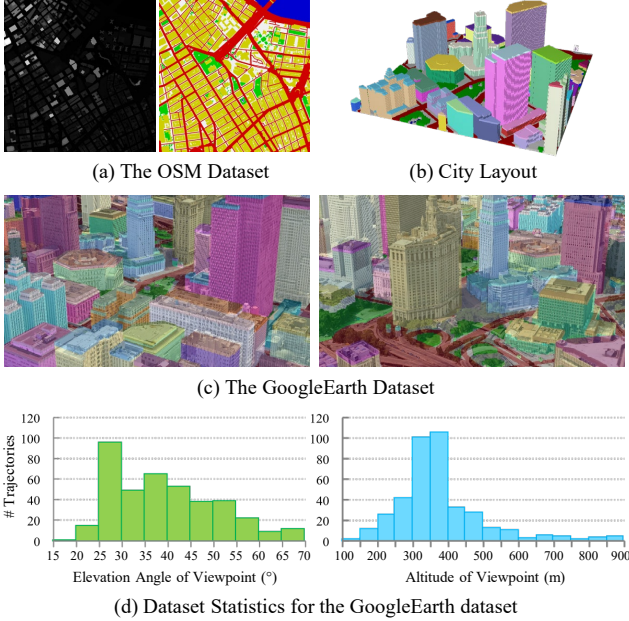 (a) The OSM Dataset
(b) City Layout
(c) The GoogleEarth Dataset
# Trajectories
120
100
80
60
40
20
0
15 20 25 30 35 40 45 50 55 60 65 70
Elevation Angle of Viewpoint (°)
120
100
80
60
40
20
0
100 200 300 400 500 600 700 800 900
Altitude of Viewpoint (m)
(d) Dataset Statistics for the GoogleEarth dataset